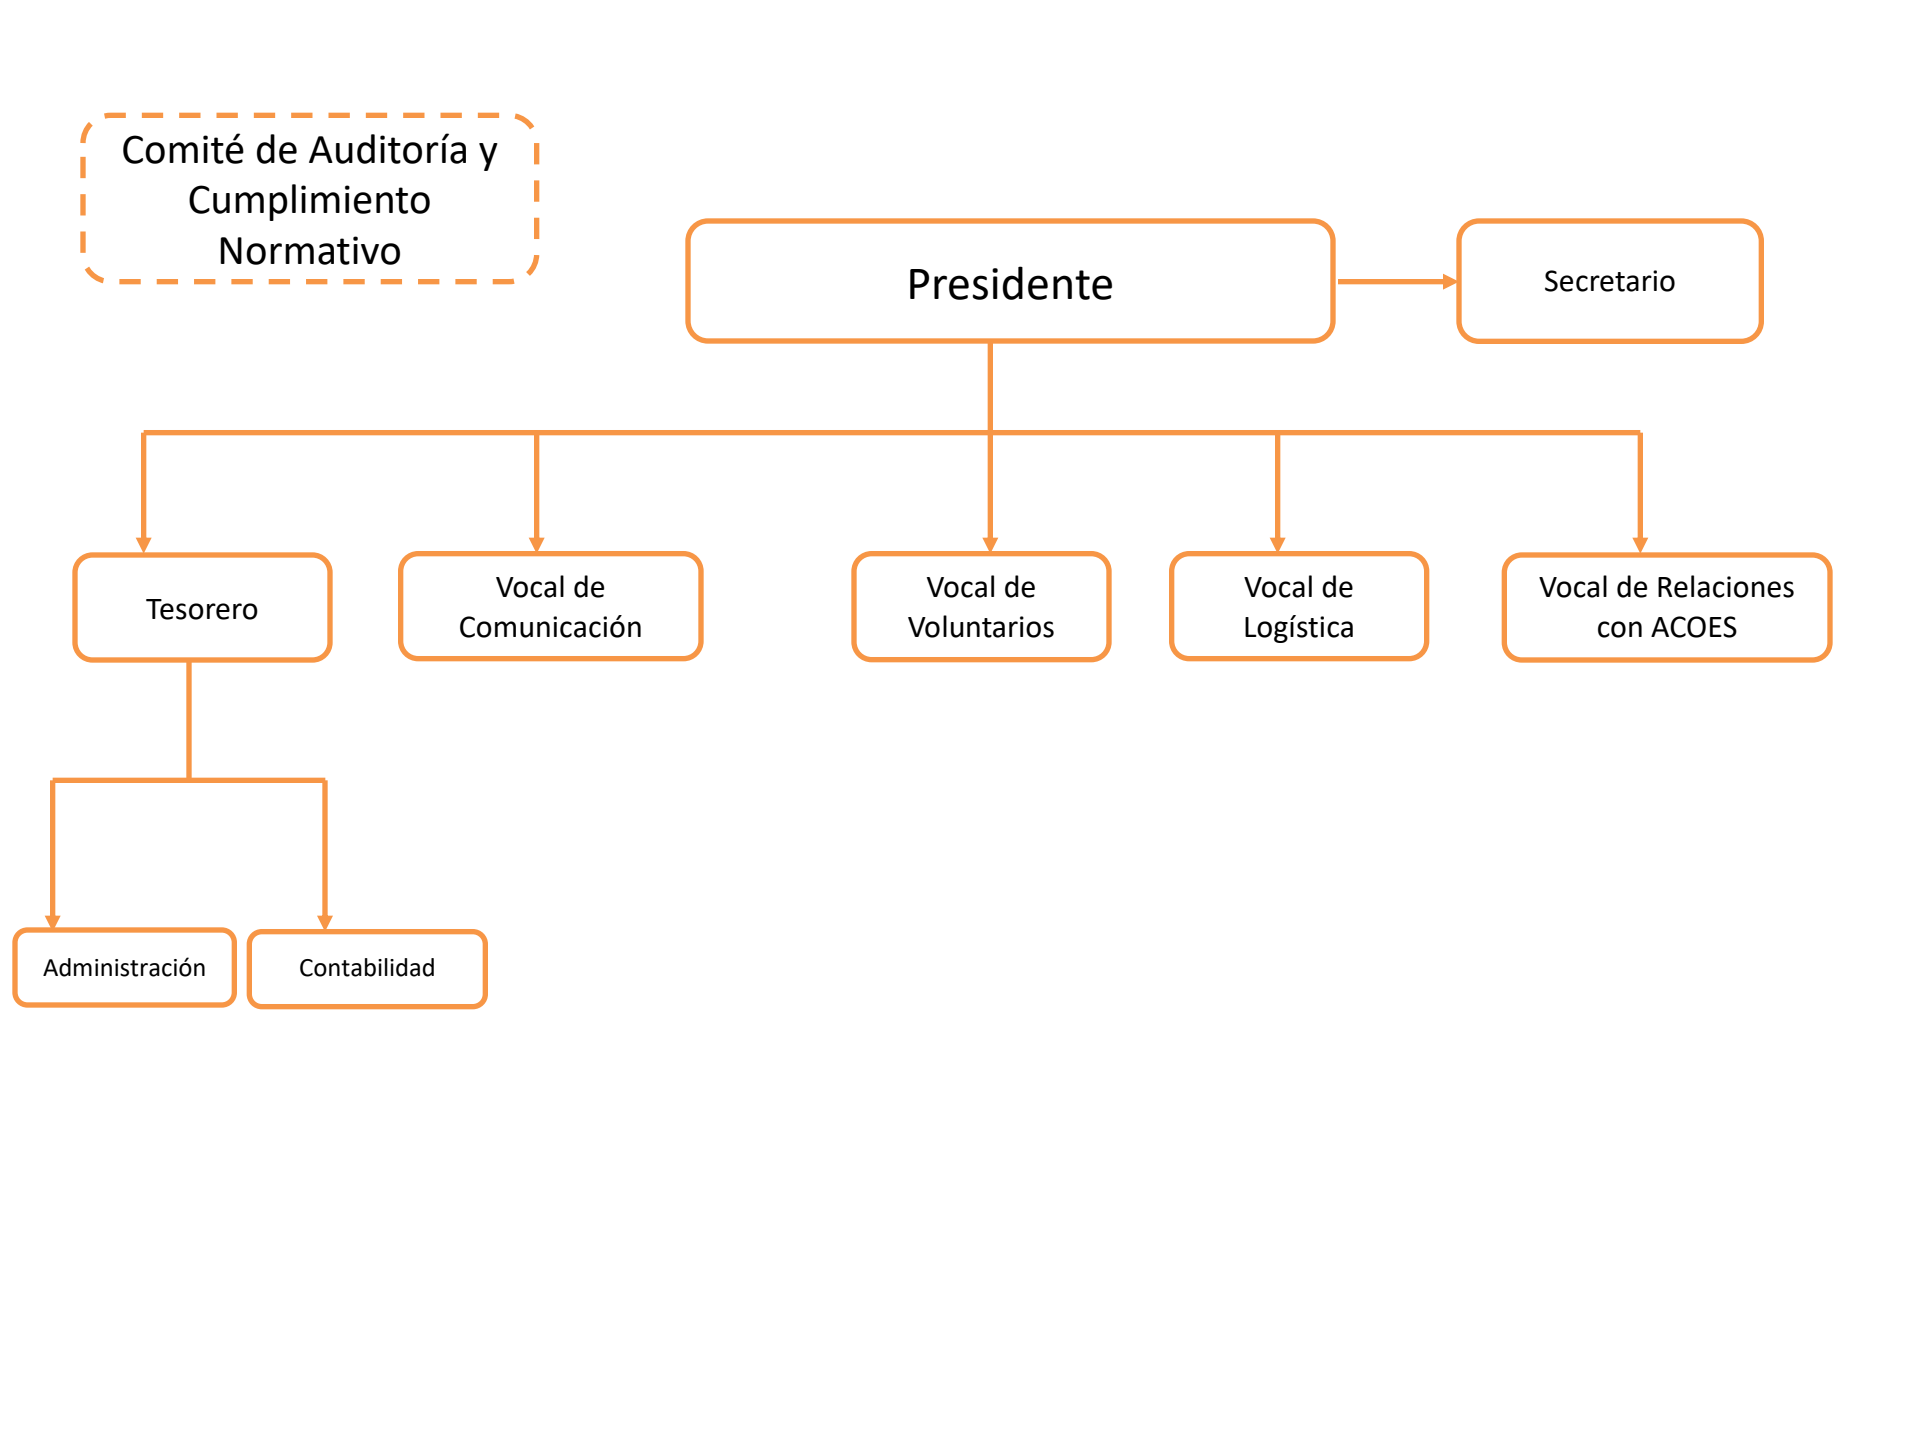 Comité de Auditoría y
Cumplimiento
Normativo
Presidente
Secretario
Tesorero
Vocal de
Comunicación
Vocal de
Voluntarios
Vocal de
Logística
Vocal de Relaciones
con ACOES
Administración
Contabilidad